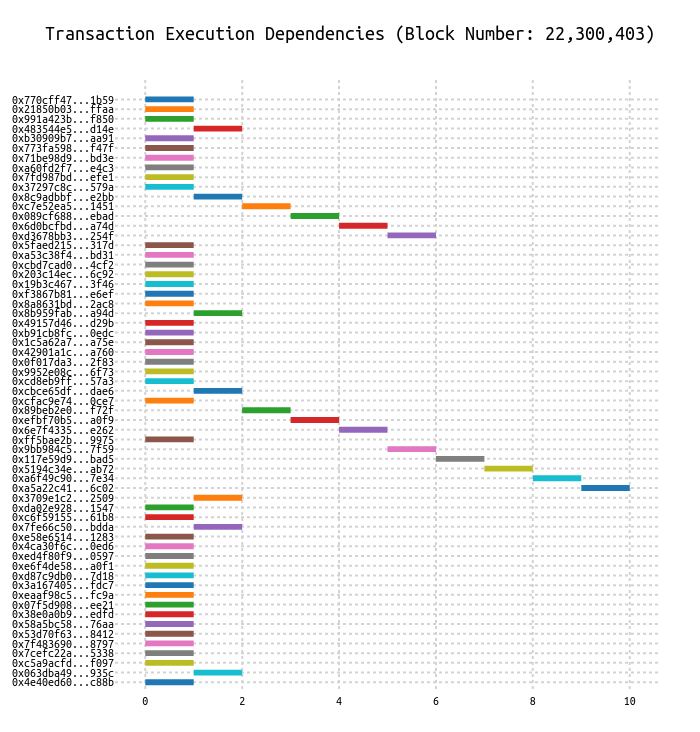 Transaction Execution Dependencies (Block Number: 22,300,403)
0x770cff47...1b59
0x21850b03...ffaa
0x991a423b...f850
0x483544e5...d14e
0xb30909b7...aa91
0x773fa598...f47f
0x71be98d9...bd3e
0xa60fd2f7...e4c3
0x7fd987bd...efe1
0x37297c8c...579a
0x8c9adbbf...e2bb
0xc7e52ea5...1451
0x089cf688...ebad
0x6d0bcfbd...a74d
0xd3678bb3...254f
0x5faed215...317d
0xa53c38f4...bd31
0xcbd7cad0...4cf2
0x203c14ec...6c92
0x19b3c467...3f46
0xf3867b81...e6ef
0x8a8631bd...2ac8
0x8b959fab...a94d
0x49157d46...d29b
0xb91cb8fc...0edc
0x1c5a62a7...a75e
0x42901a1c...a760
0x0f017da3...2f83
0x9952e08c...6f73
0xcd8eb9ff...57a3
0xcbce65df...dae6
0xcfac9e74...0ce7
0x89beb2e0...f72f
0xefbf70b5...a0f9
0x6e7f4335...e262
0xff5bae2b...9975
0x9bb984c5...7f59
0x117e59d9...bad5
0x5194c34e...ab72
0xa6f49c90...7e34
0xa5a22c41...6c02
0x3709e1c2...2509
0xda02e928...1547
0xc6f59155...61b8
0x7fe66c50...bdda
0xe58e6514...1283
0x4ca30f6c...0ed6
0xed4f80f9...0597
0xe6f4de58...a0f1
0xd87c9db0...7d18
0x3a167405...fdc7
0xeaaf98c5...fc9a
0x07f5d908...ee21
0x38e0a0b9...edfd
0x58a5bc58...76aa
0x53d70f63...8412
0x7f483690...8797
0x7cefc22a...5338
0xc5a9acfd...f097
0x063dba49...935c
0x4e40ed60...c88b
0 2 4 6 8 10